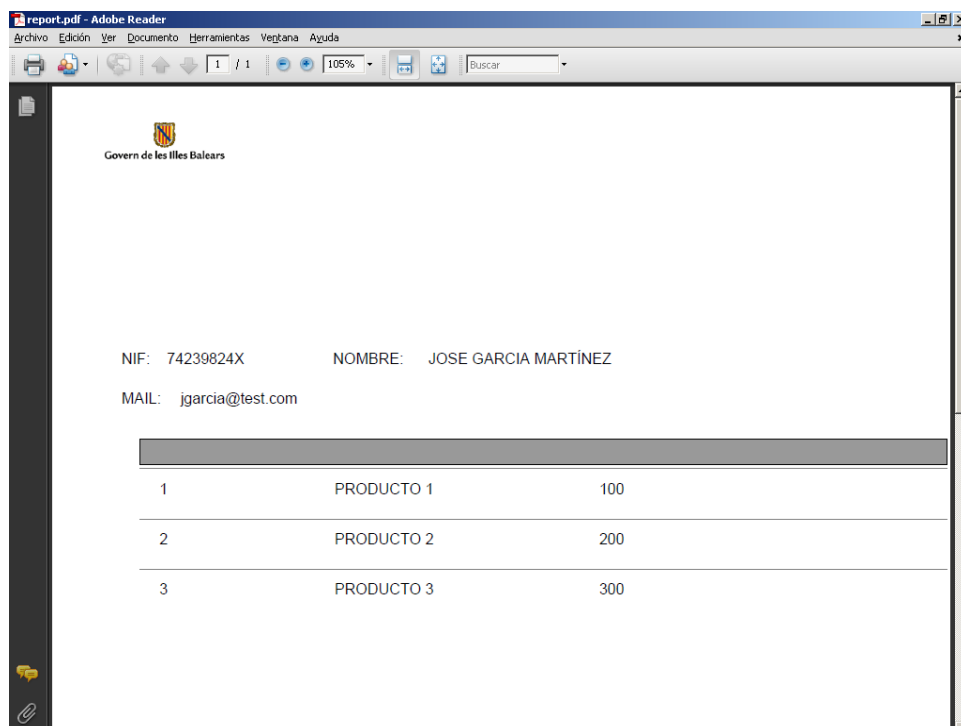 report.pdf - Adobe Reader
Archivo Edición Ver Documento Herramientas Ventana Ayuda
1 / 1 105% Buscar
Govern de les Illes Balears
NIF: 74239824X NOMBRE: JOSE GARCIA MARTÍNEZ
MAIL: jgarcia@test.com
1 PRODUCTO 1 100
2 PRODUCTO 2 200
3 PRODUCTO 3 300